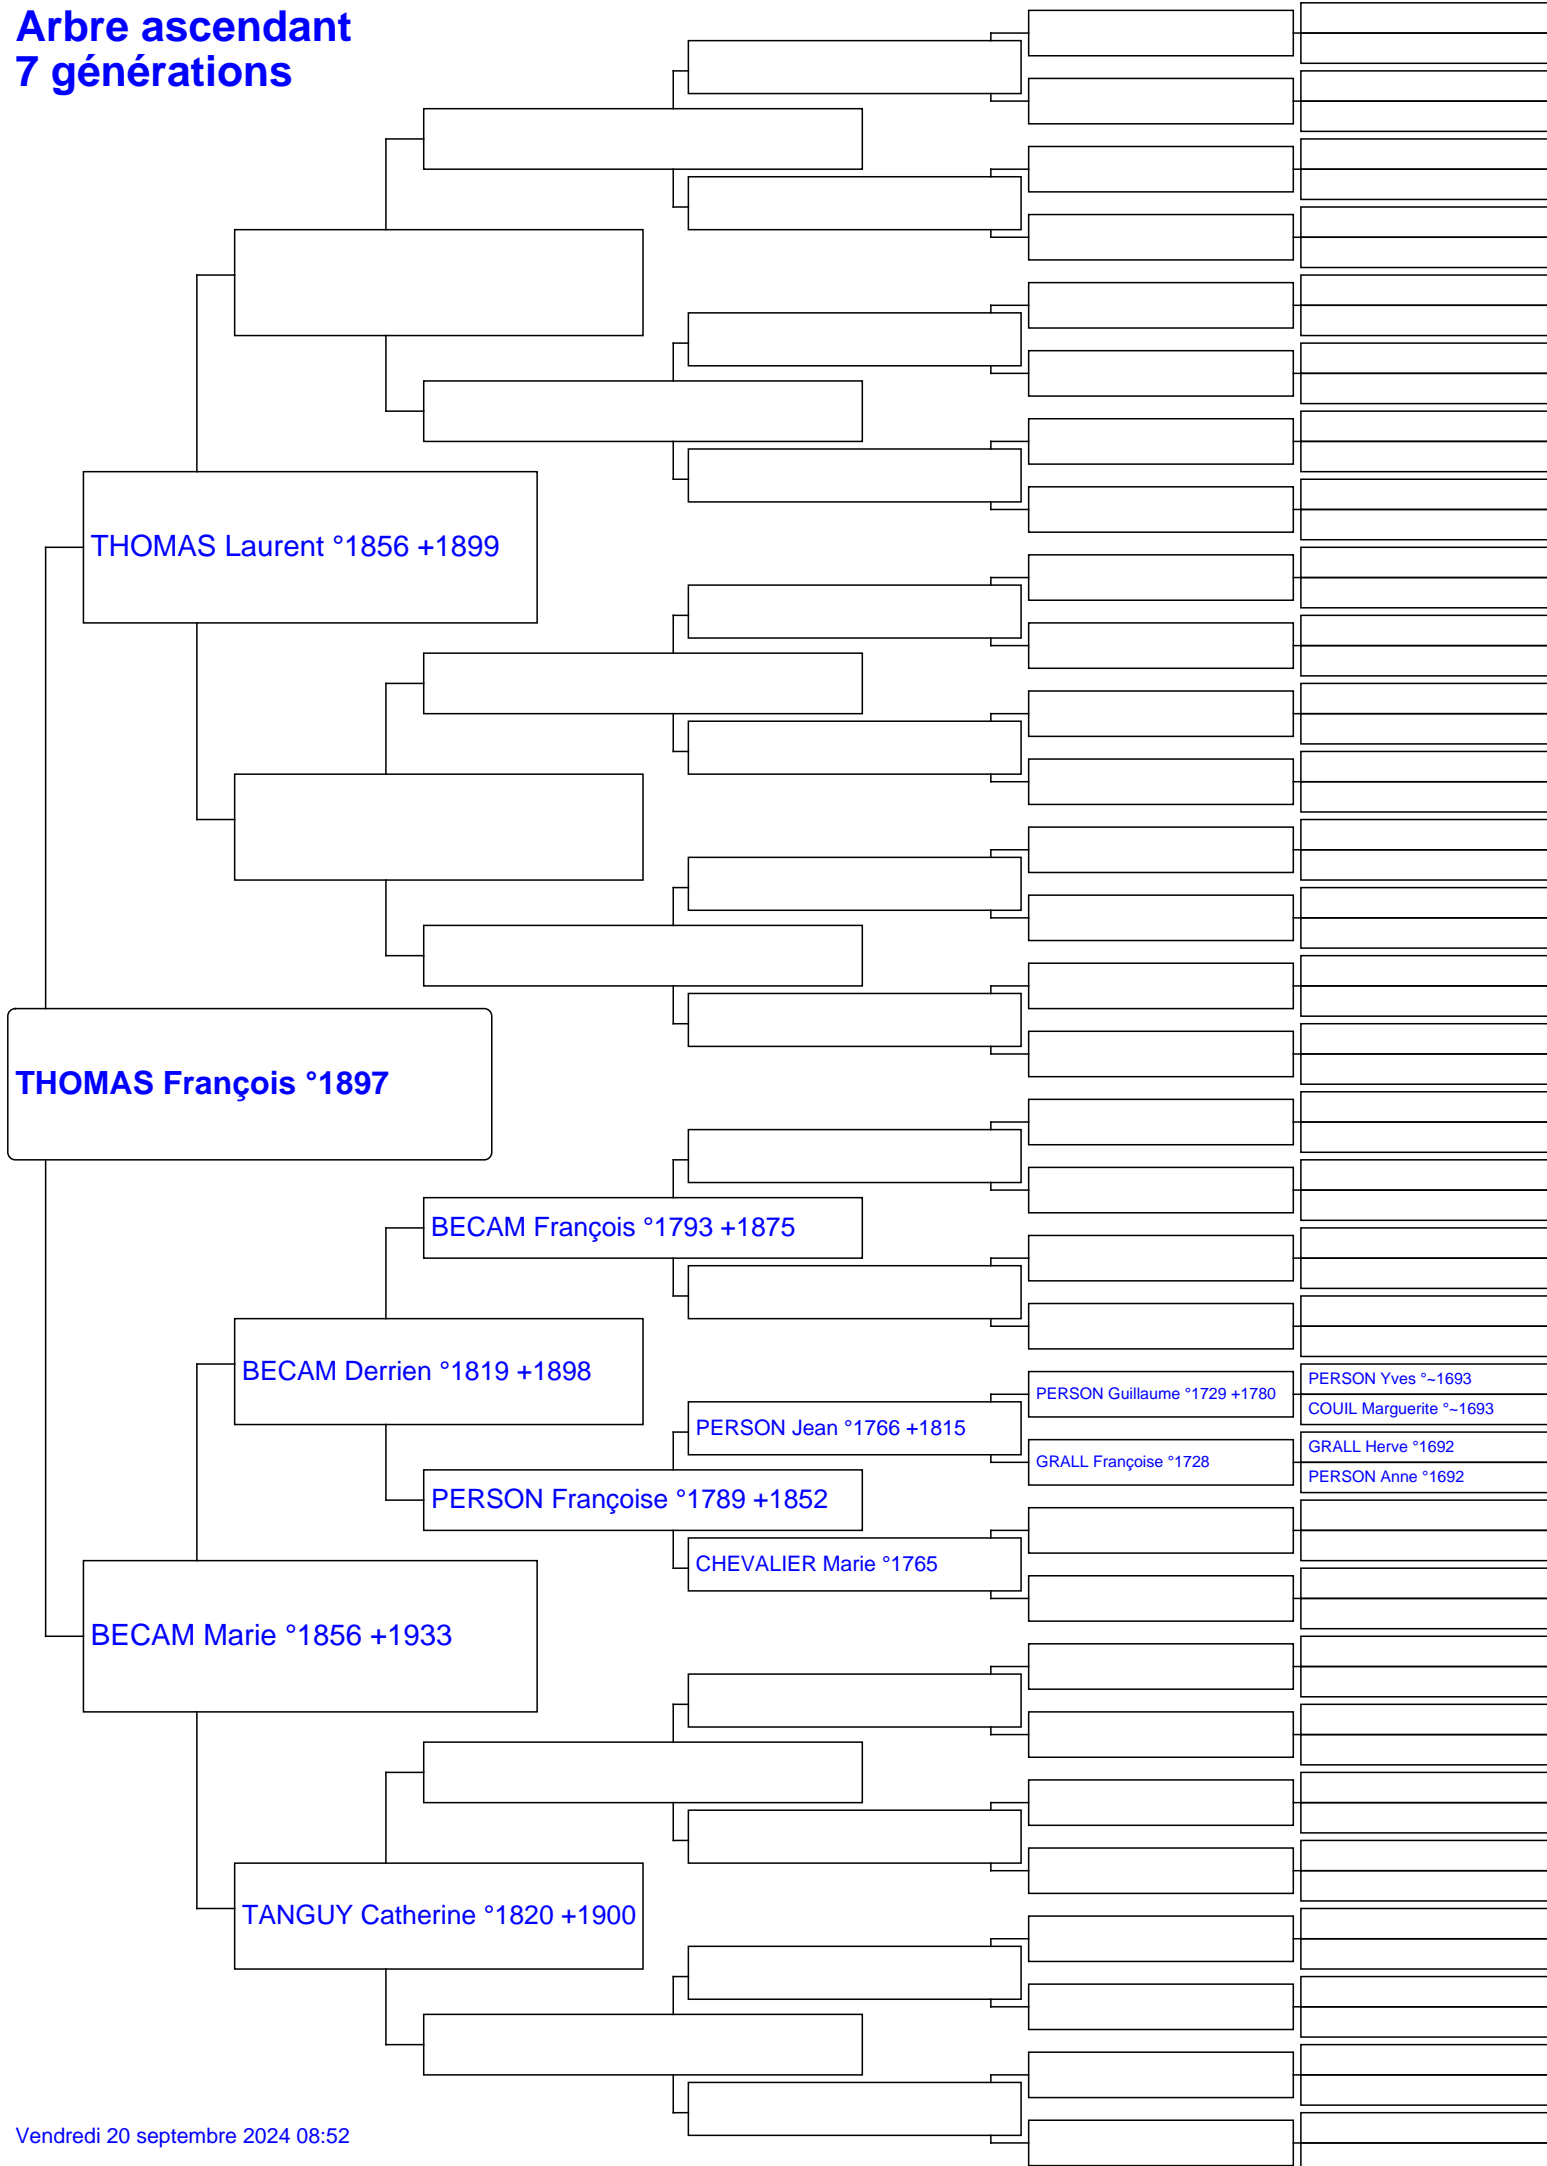 Arbre ascendant
7 générations
THOMAS Laurent °1856 +1899
THOMAS François °1897
BECAM François °1793 +1875
BECAM Derrien °1819 +1898
PERSON Guillaume °1729 +1780
PERSON Yves °~1693
COUIL Marguerite °~1693
PERSON Jean °1766 +1815
GRALL Françoise °1728
GRALL Herve °1692
PERSON Anne °1692
PERSON Françoise °1789 +1852
CHEVALIER Marie °1765
BECAM Marie °1856 +1933
TANGUY Catherine °1820 +1900
Vendredi 20 septembre 2024 08:52